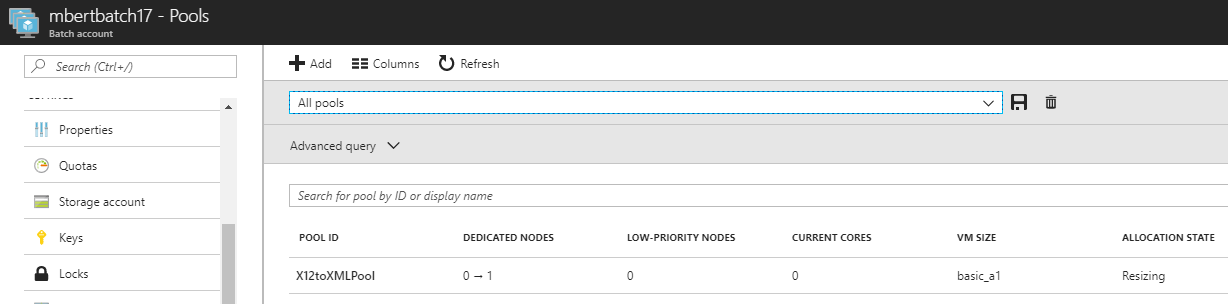 mbertbatch17 - Pools
Batch account
Search (Ctrl+/)
Properties
Quotas
Storage account
Keys
Locks
Add Columns Refresh
All pools
Advanced query
Search for pool by ID or display name
POOL ID DEDICATED NODES LOW-PRIORITY NODES CURRENT CORES VM SIZE ALLOCATION STATE
X12toXMLPool 0 → 1 0 0 basic_a1 Resizing